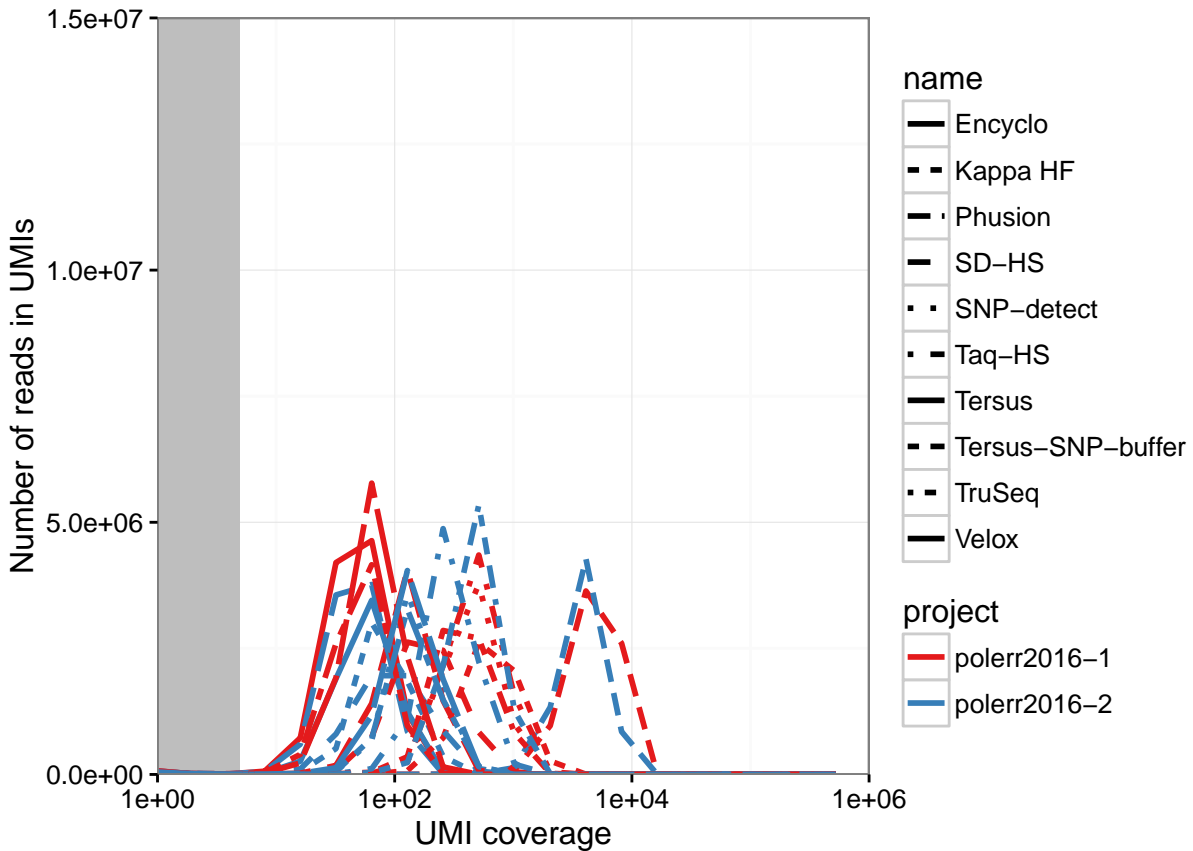 1.5e+07
1.0e+07
5.0e+06
0.0e+00
Number of reads in UMIs
1e+00
1e+02
1e+04
1e+06
UMI coverage
name
Encyclo
Kappa HF
Phusion
SD−HS
SNP−detect
Taq−HS
Tersus
Tersus−SNP−buffer
TruSeq
Velox
project
polerr2016−1
polerr2016−2